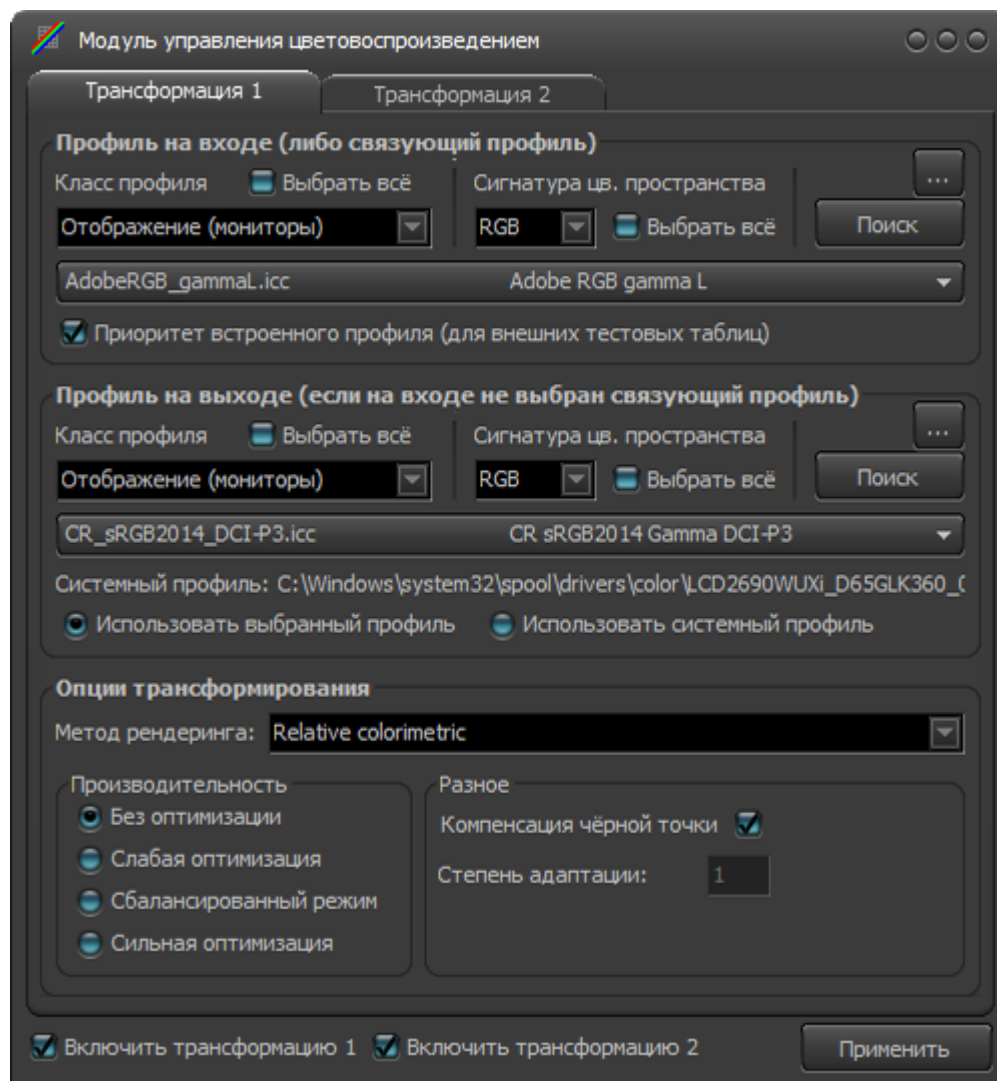 Модуль управления цветовоспроизведением
Трансформация 1 Трансформация 2
Профиль на входе (либо связующий профиль)
...
Класс профиля Выбрать всё Сигнатура цв. пространства
Отображение (мониторы) RGB Выбрать всё Поиск
AdobeRGB_gammaL.icc Adobe RGB gamma L
Приоритет встроенного профиля (для внешних тестовых таблиц)
Профиль на выходе (если на входе не выбран связующий профиль)
...
Класс профиля Выбрать всё Сигнатура цв. пространства
Отображение (мониторы) RGB Выбрать всё Поиск
CR_sRGB2014_DCI-P3.icc CR sRGB2014 Gamma DCI-P3
Системный профиль: C:\Windows\system32\spool\drivers\color\LCD2690WUXi_D65GLK360_
Использовать выбранный профиль Использовать системный профиль
Опции трансформирования
Метод рендеринга: Relative colorimetric
Производительность Разное
Без оптимизации
Компенсация чёрной точки
Слабая оптимизация
Степень адаптации: 1
Сбалансированный режим
Сильная оптимизация
Включить трансформацию 1 Включить трансформацию 2 Применить